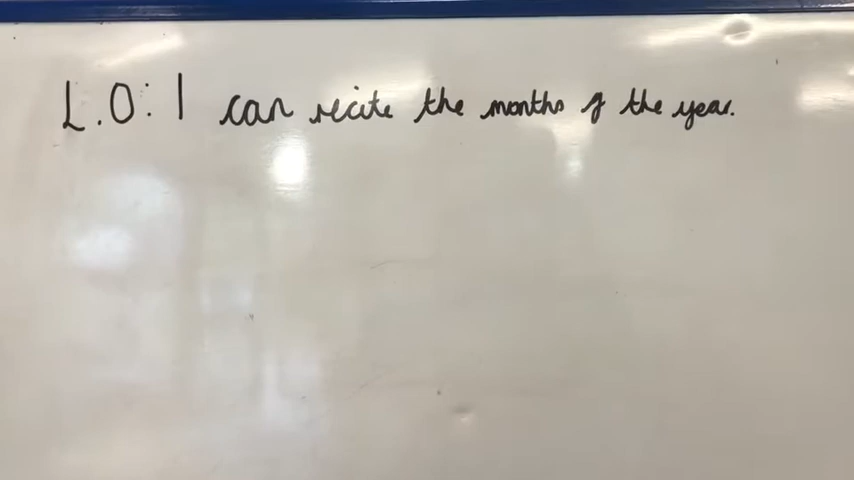 L.O: I can recite the months of the year.